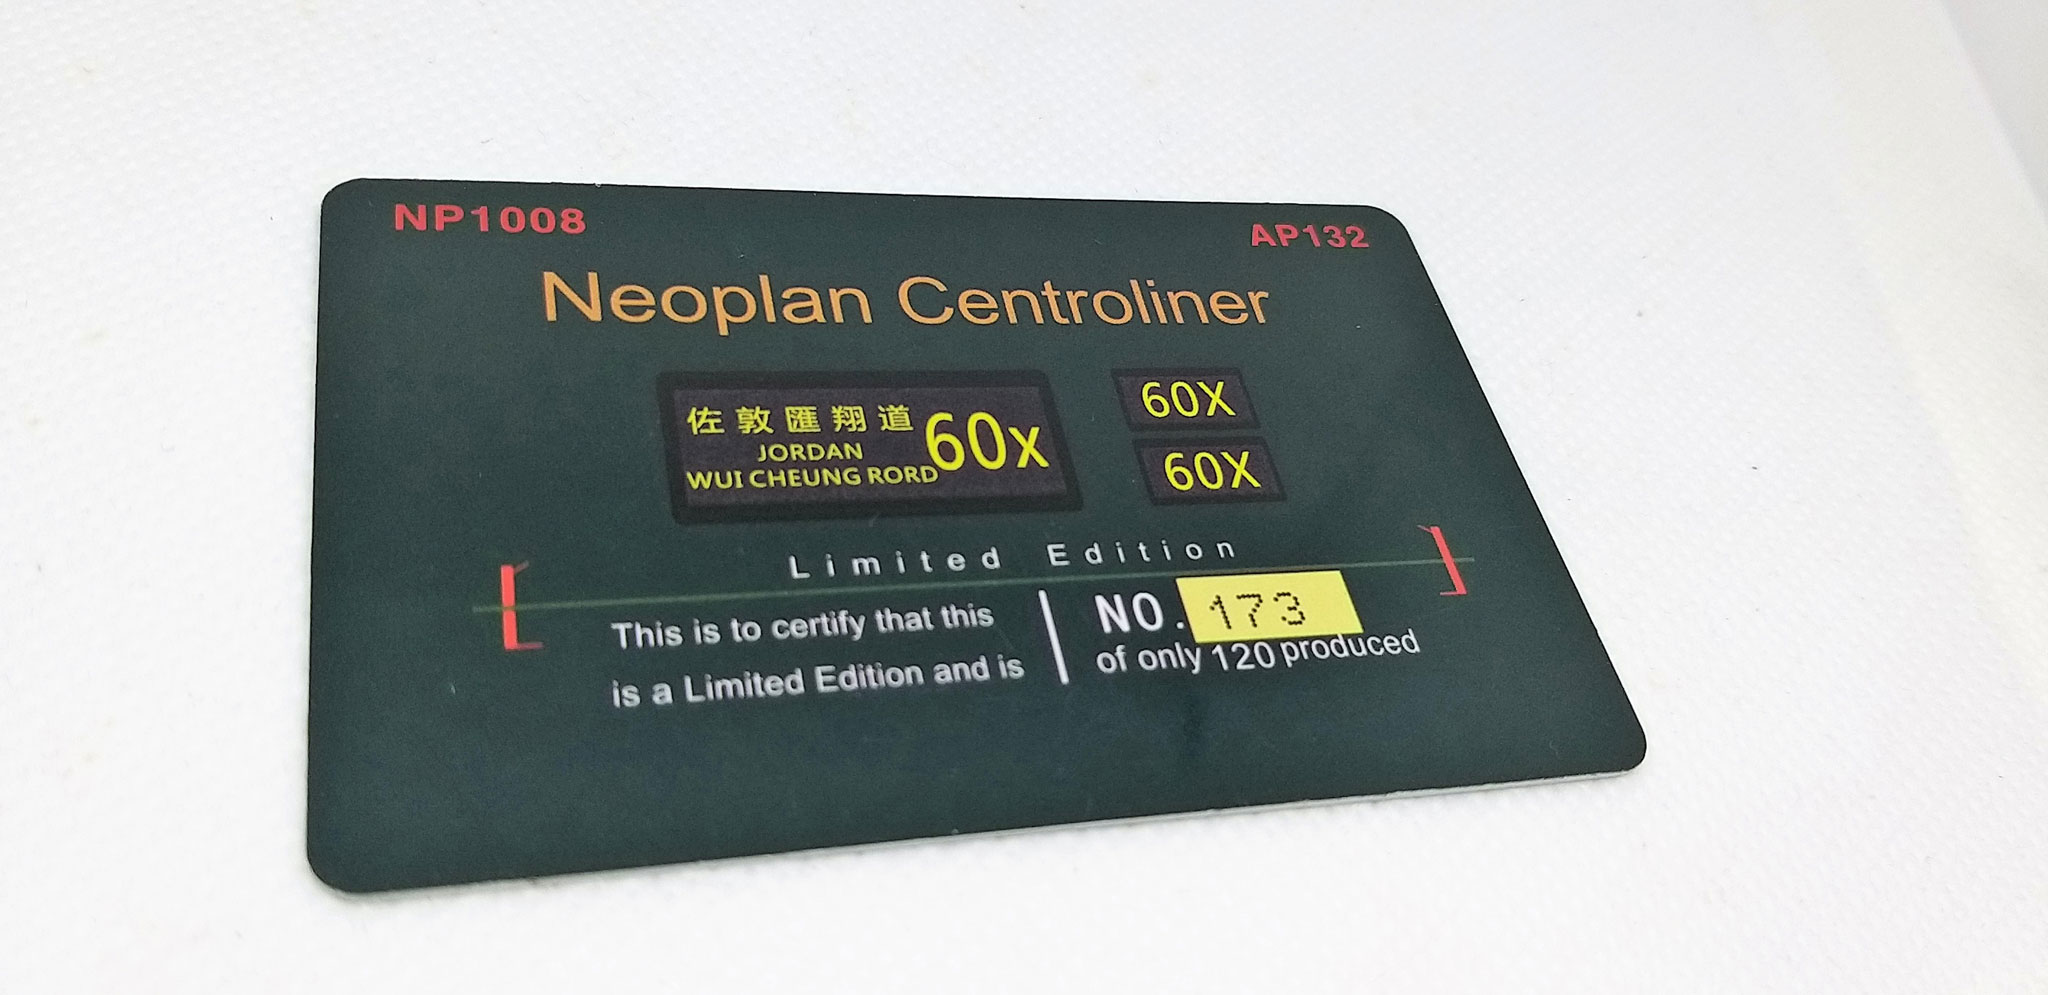 NP1008
AP132
Neoplan Centroliner
佐敦匯翔道
JORDAN
WUI CHEUNG RORD
60x
60X
60X
Limited Edition
This is to certify that this
is a Limited Edition and is
NO. 173
of only 120 produced